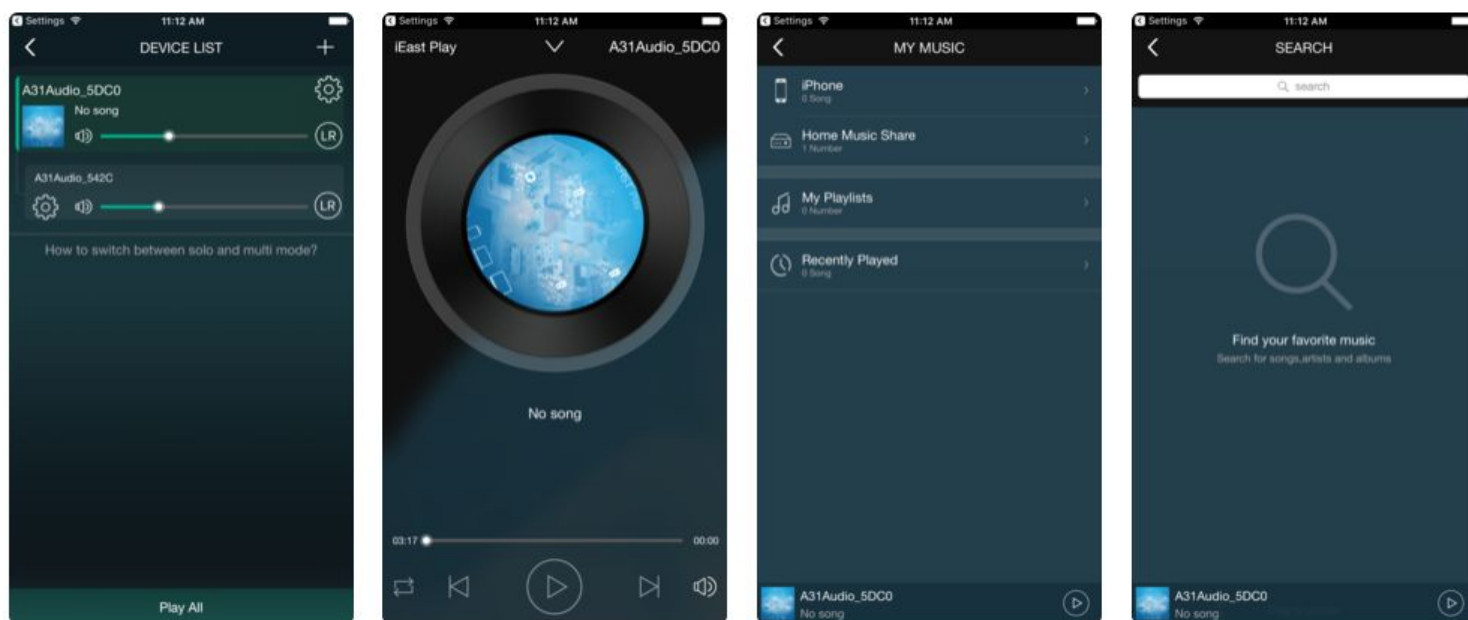 Settings 11:12 AM
DEVICE LIST
A31Audio_5DC0
No song
LR
A31Audio_542C
LR
How to switch between solo and multi mode?
Play All
Settings 11:12 AM
iEast Play A31Audio_5DC0
No song
03:17 00:00
Settings 11:12 AM
MY MUSIC
iPhone
0 Song
Home Music Share
1 Number
My Playlists
0 Number
Recently Played
0 Song
A31Audio_5DC0
No song
Settings 11:12 AM
SEARCH
search
Find your favorite music
Search for songs,artists and albums
A31Audio_5DC0
No song